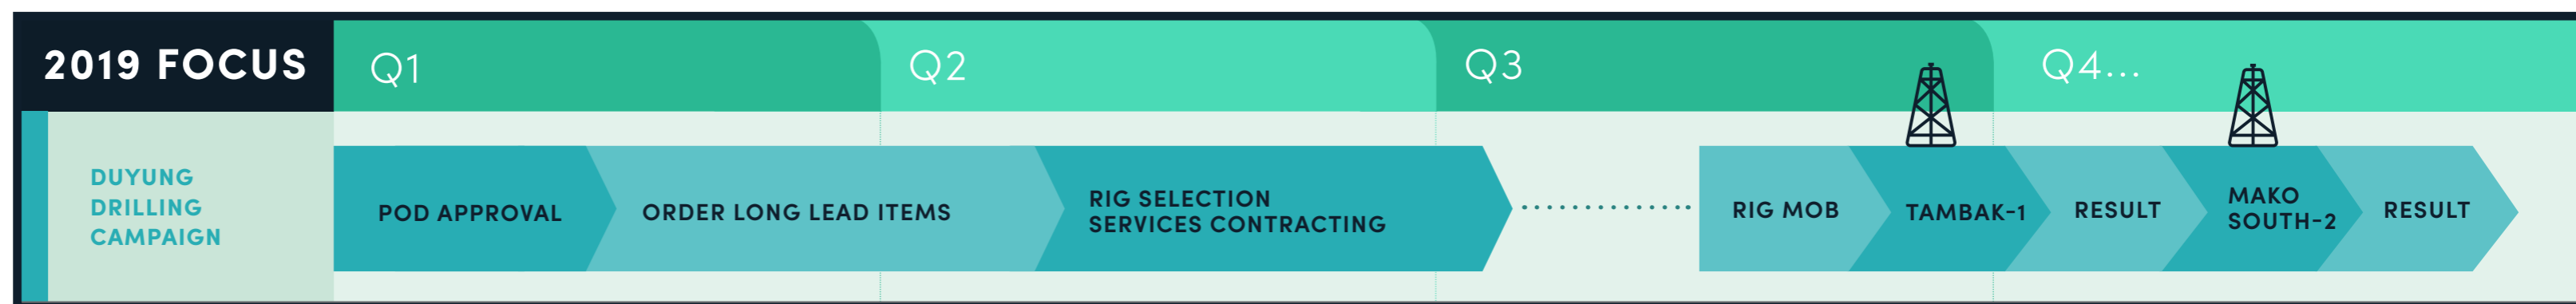 2019 FOCUS
Q1
Q2
Q3
Q4...
DUYUNG
DRILLING
CAMPAIGN
POD APPROVAL
ORDER LONG LEAD ITEMS
RIG SELECTION
SERVICES CONTRACTING
RIG MOB
TAMBAK-1
RESULT
MAKO
SOUTH-2
RESULT